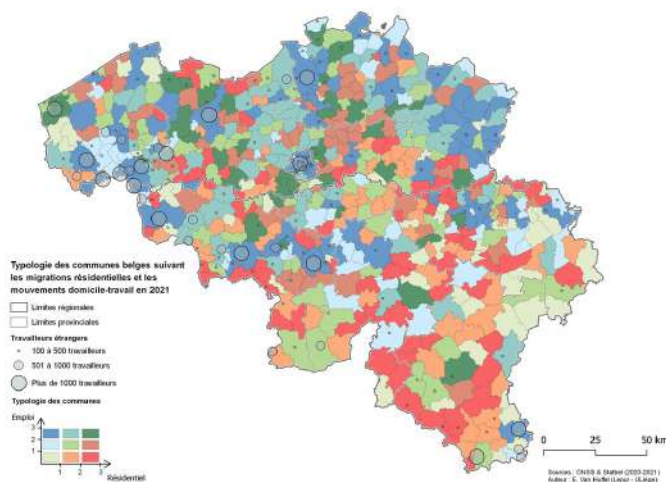 Typologie des communes belges suivant
les migrations résidentielles et les
mouvements domicile-travail en 2021
Limites régionales
Limites provinciales
Travailleurs étrangers
100 à 500 travailleurs
501 à 1000 travailleurs
Plus de 1000 travailleurs
Typologie des communes
Emploi
3
2
1
1 2 3
Résidentiel
0 25 50 km
Sources : ONSS & Statbel (2020-2021)
Auteur : E. Van Huffel (Lepur - ULiège)